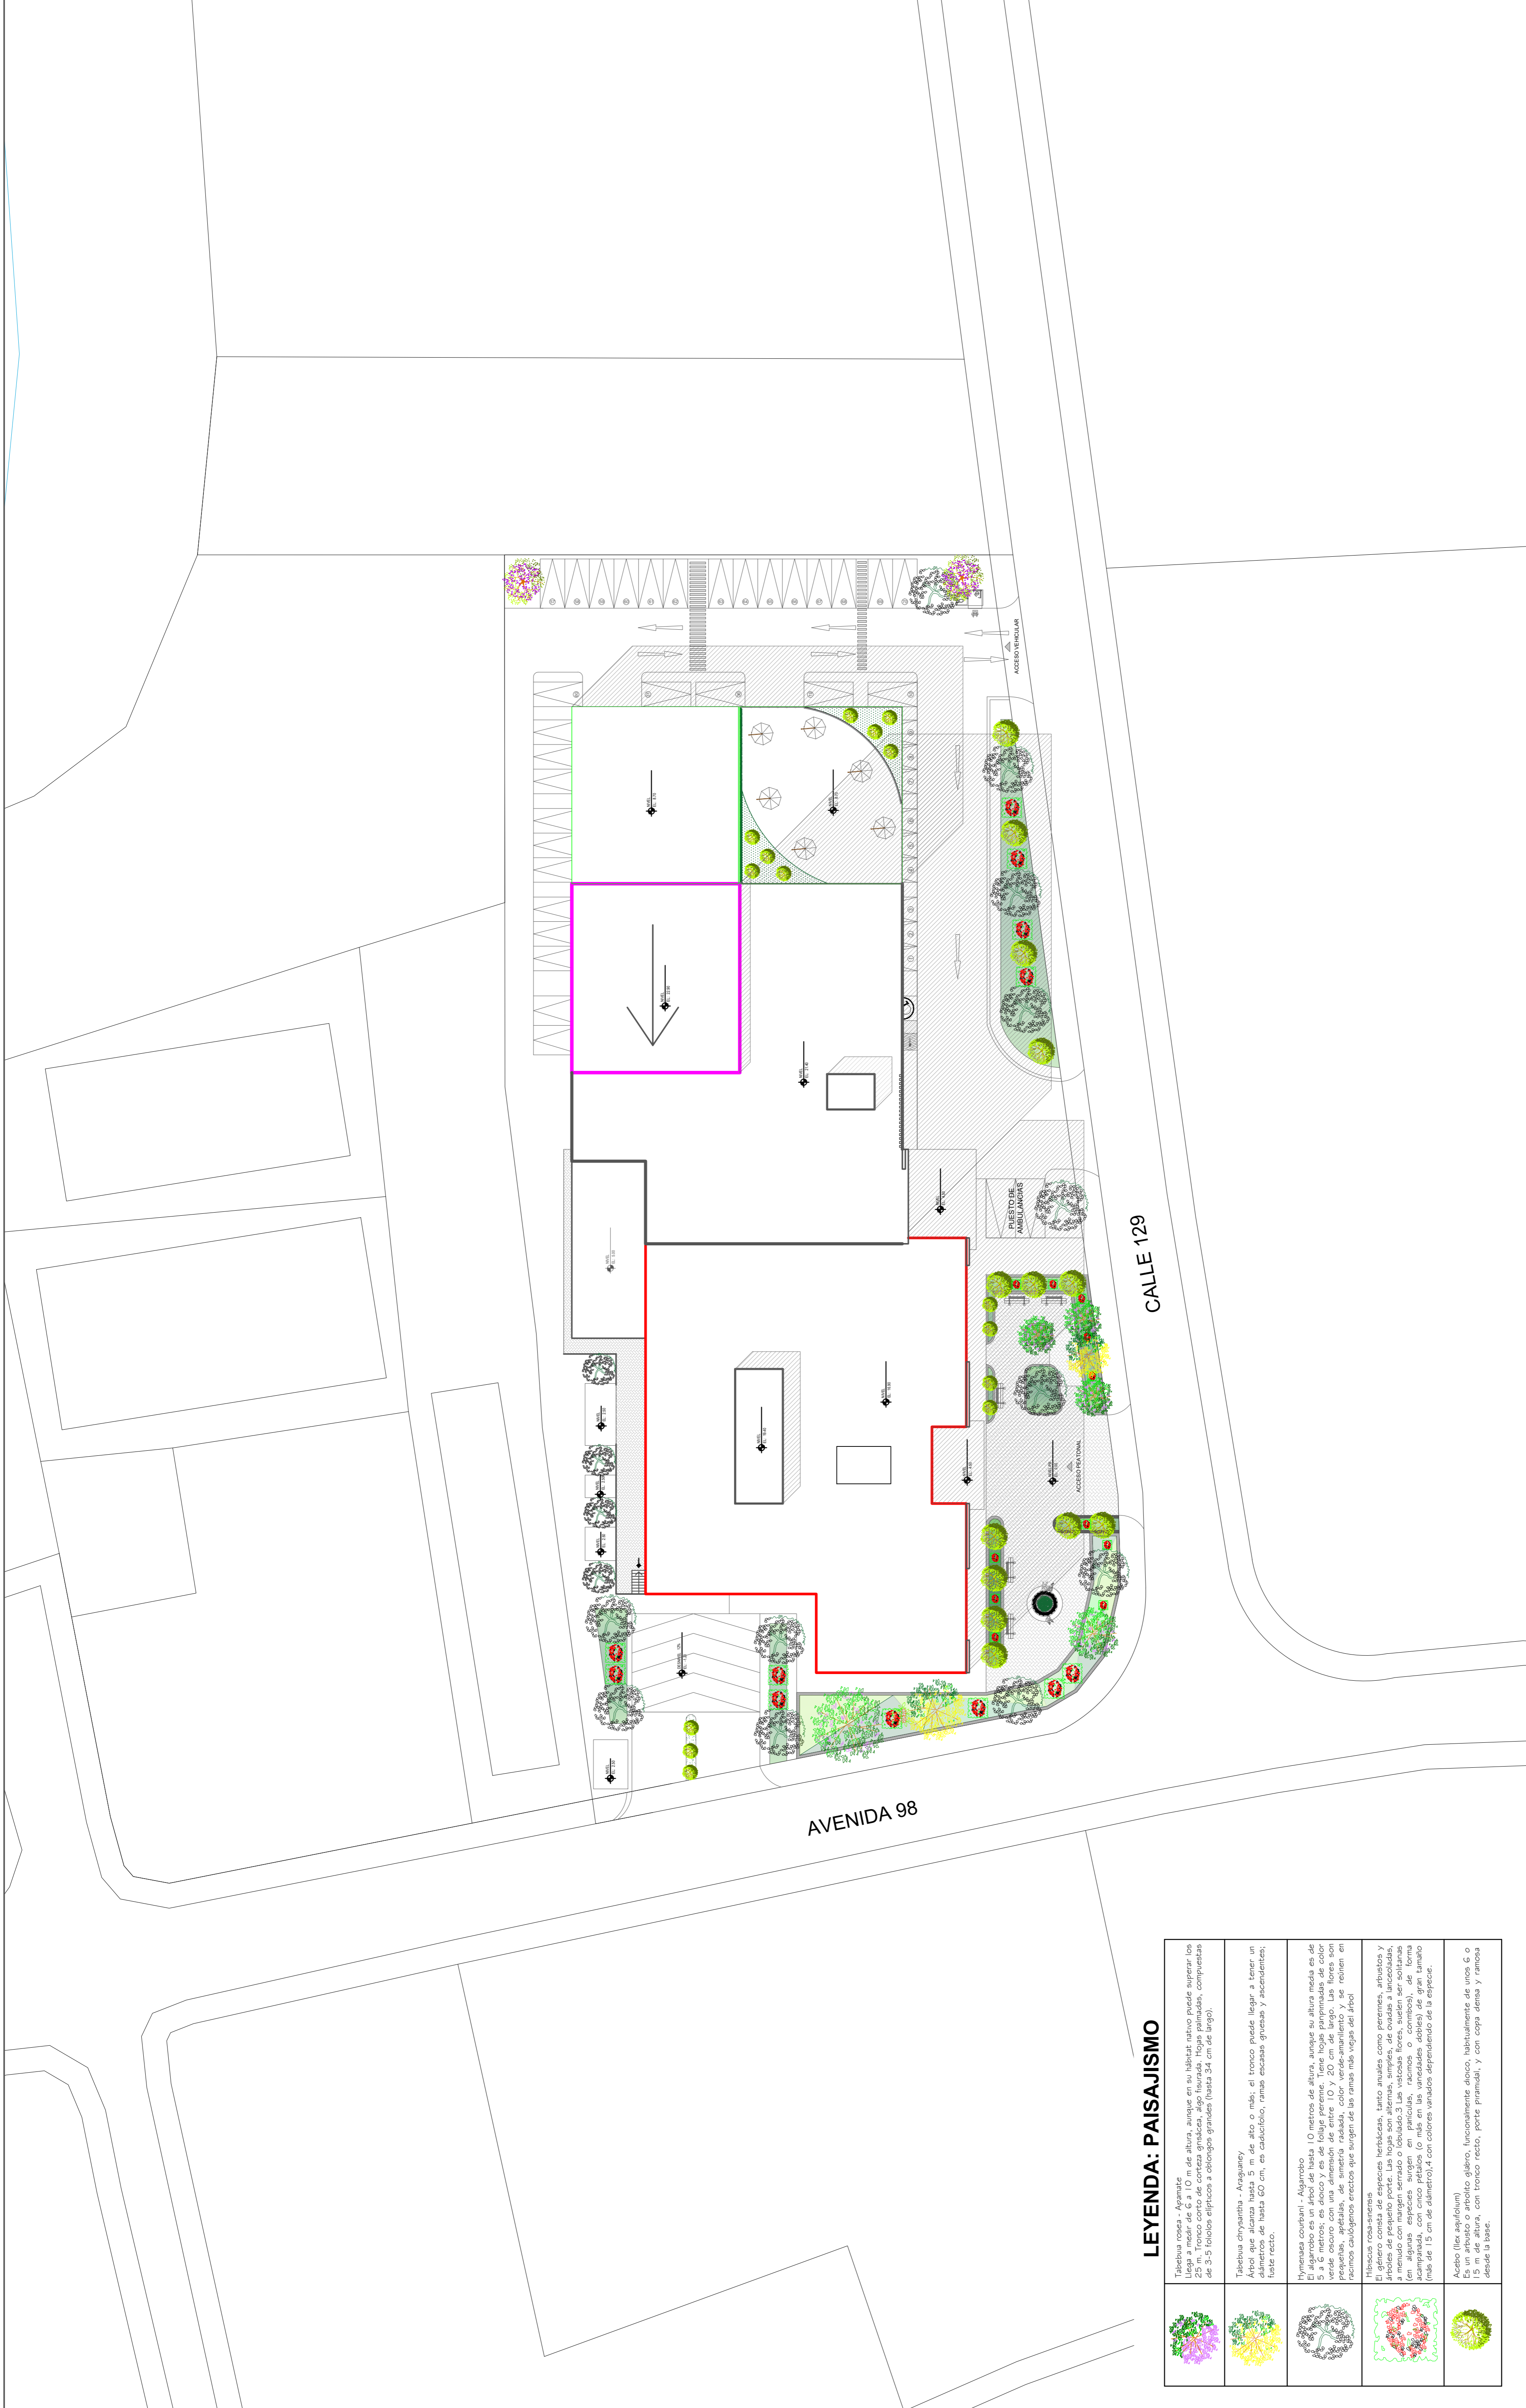 ACCESO VEHICULAR
PUESTO DE
AMBULANCIAS
CALLE 129
ACCESO PEATONAL
AVENIDA 98
LEYENDA: PAISAJISMO
Tabebuia rosea - Apamate
Llega a medir de 6 a 10 m de altura, aunque en su hábitat nativo puede superar los
25 m. Tronco corto de corteza grisácea, algo fisurada. Hojas palmadas, compuestas
de 3-5 foliolos elípticos a oblongos grandes (hasta 34 cm de largo).
Tabebuia chrysantha - Araguaney
Árbol que alcanza hasta 5 m de alto o más; el tronco puede llegar a tener un
diámetros de hasta 60 cm, es caducifolio, ramas escasas gruesas y ascendentes;
fuste recto.
Hymenaea courbaril - Algarrobo
El algarrobo es un árbol de hasta 10 metros de altura, aunque su altura media es de
5 a 6 metros; es dioico y es de follaje perenne. Tiene hojas paripinnadas de color
verde oscuro con una dimensión de entre 10 y 20 cm de largo. Las flores son
pequeñas, apétalas, de simetría radiada, color verde-amarillento y se reúnen en
racimos caulógenos erectos que surgen de las ramas más viejas del árbol
Hibiscus rosa-sinensis
El género consta de especies herbáceas, tanto anuales como perennes, arbustos y
árboles de pequeño porte. Las hojas son alternas, simples, de ovadas a lanceoladas,
a menudo con margen serrado o lobulado.3 Las vistosas flores, suelen ser solitarias
(en algunas especies surgen en panículas, racimos o corimbos), de forma
acampanada, con cinco pétalos (o más en las variedades dobles) de gran tamaño
(más de 15 cm de diámetro),4 con colores variados dependiendo de la especie.
Acebo (Ilex aquifolium)
Es un arbusto o arbolito glabro, funcionalmente dioico, habitualmente de unos 6 o
15 m de altura, con tronco recto, porte piramidal, y con copa densa y ramosa
desde la base.